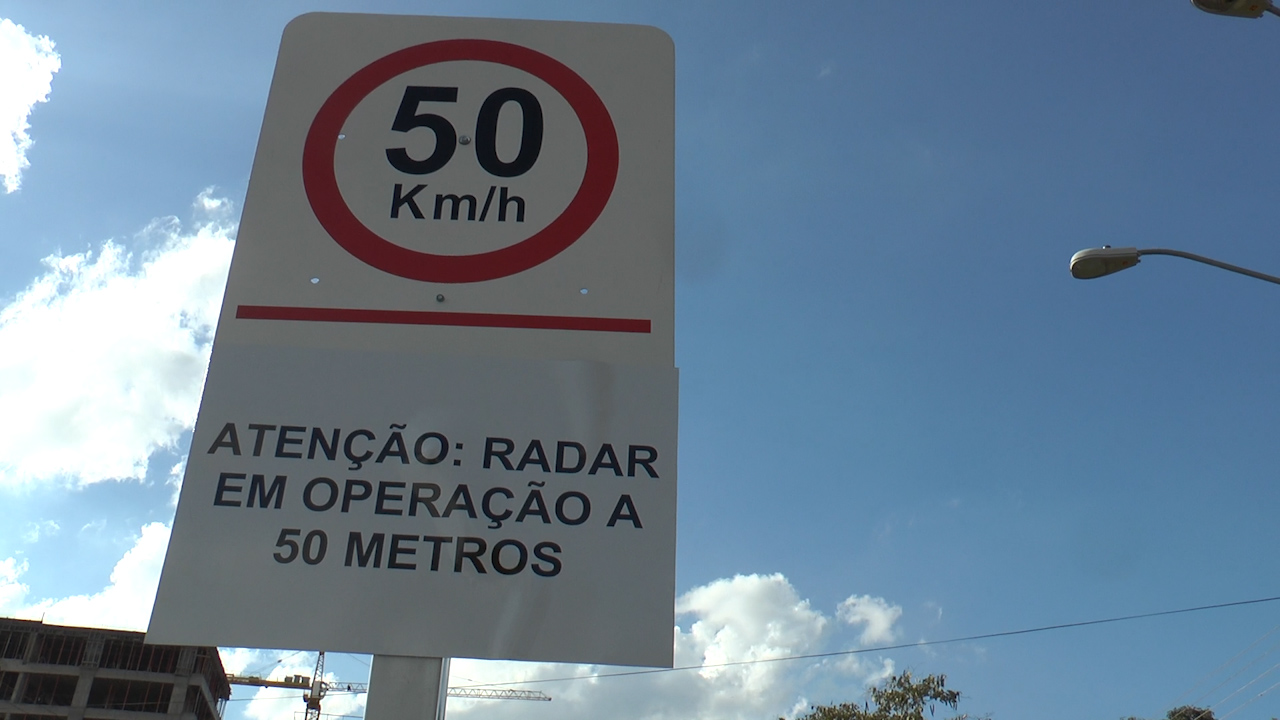 50
Km/h
ATENÇÃO: RADAR
EM OPERAÇÃO A
50 METROS